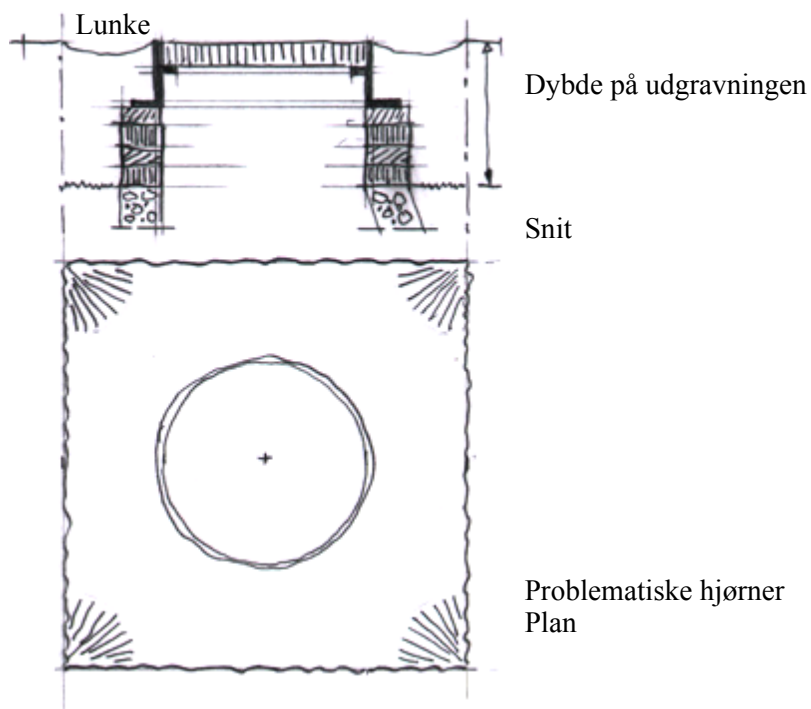 Lunke
Dybde på udgravningen
Snit
Problematiske hjørner
Plan